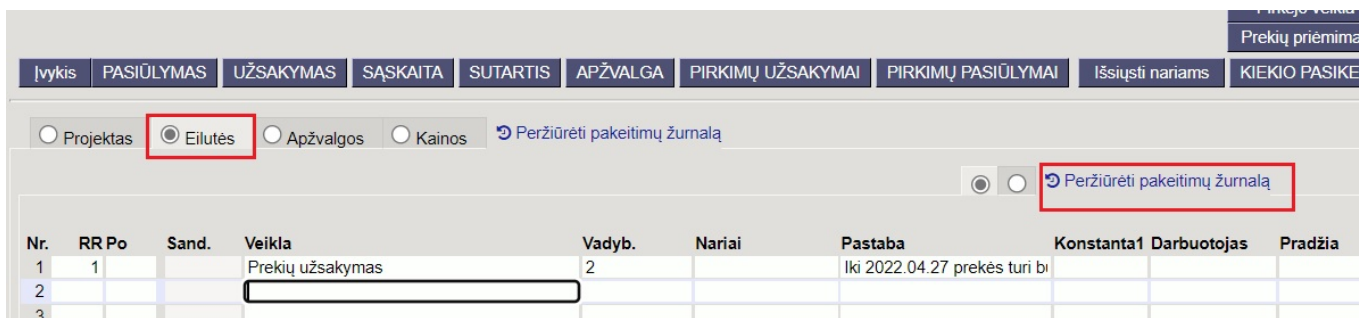 Prekių priėmima
Įvykis PASIŪLYMAS UŽSAKYMAS SĄSKAITA SUTARTIS APŽVALGA PIRKIMŲ UŽSAKYMAI PIRKIMŲ PASIŪLYMAI Išsiųsti nariams KIEKIO PASIKE
Projektas Eilutės Apžvalgos Kainos Peržiūrėti pakeitimų žurnalą
Peržiūrėti pakeitimų žurnalą
Nr. RR Po Sand. Veikla Vadyb. Nariai Pastaba Konstanta1 Darbuotojas Pradžia
1 1 Prekių užsakymas 2 Iki 2022.04.27 prekės turi bu
2
3